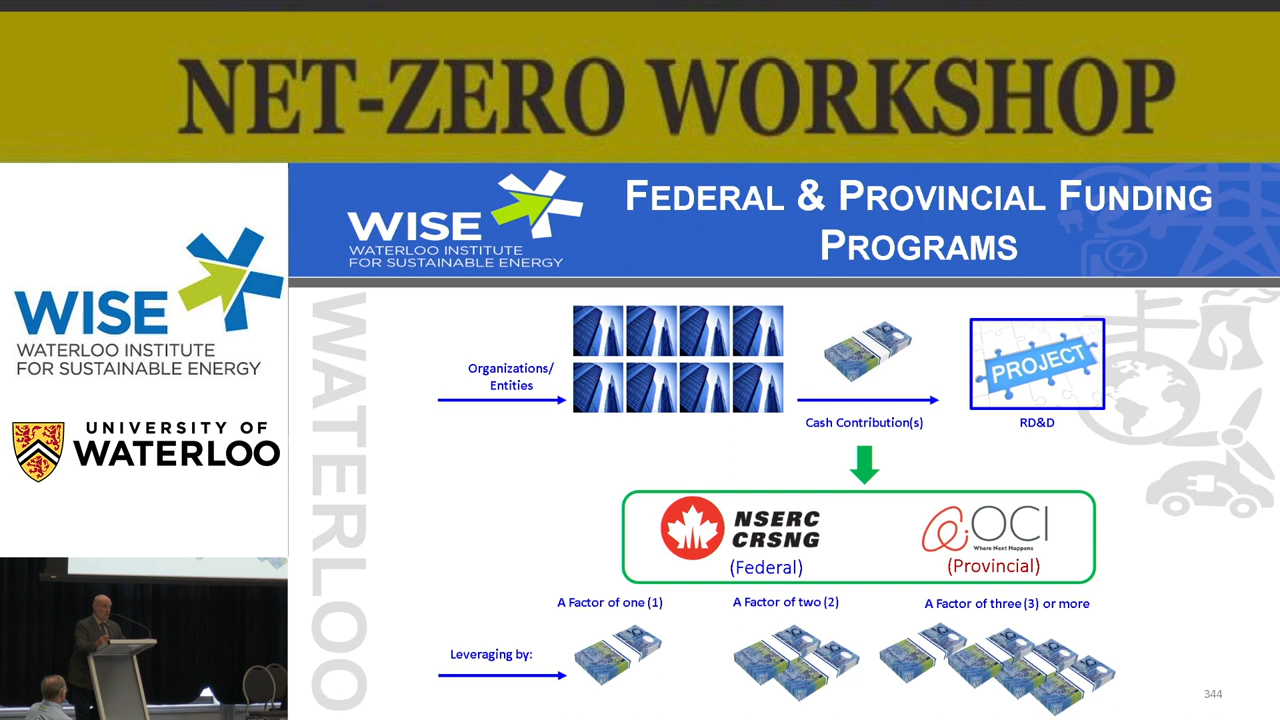 NET-ZERO WORKSHOP
WISE
WATERLOO INSTITUTE
FOR SUSTAINABLE ENERGY
UNIVERSITY OF
WATERLOO
WISE
WATERLOO INSTITUTE
FOR SUSTAINABLE ENERGY
FEDERAL & PROVINCIAL FUNDING
PROGRAMS
WATERLOO
Organizations/
Entities
Cash Contribution(s)
PROJECT
RD&D
NSERC
CRSNG
(Federal)
OCI
Where Next Happens
(Provincial)
A Factor of one (1)
A Factor of two (2)
A Factor of three (3) or more
Leveraging by:
344